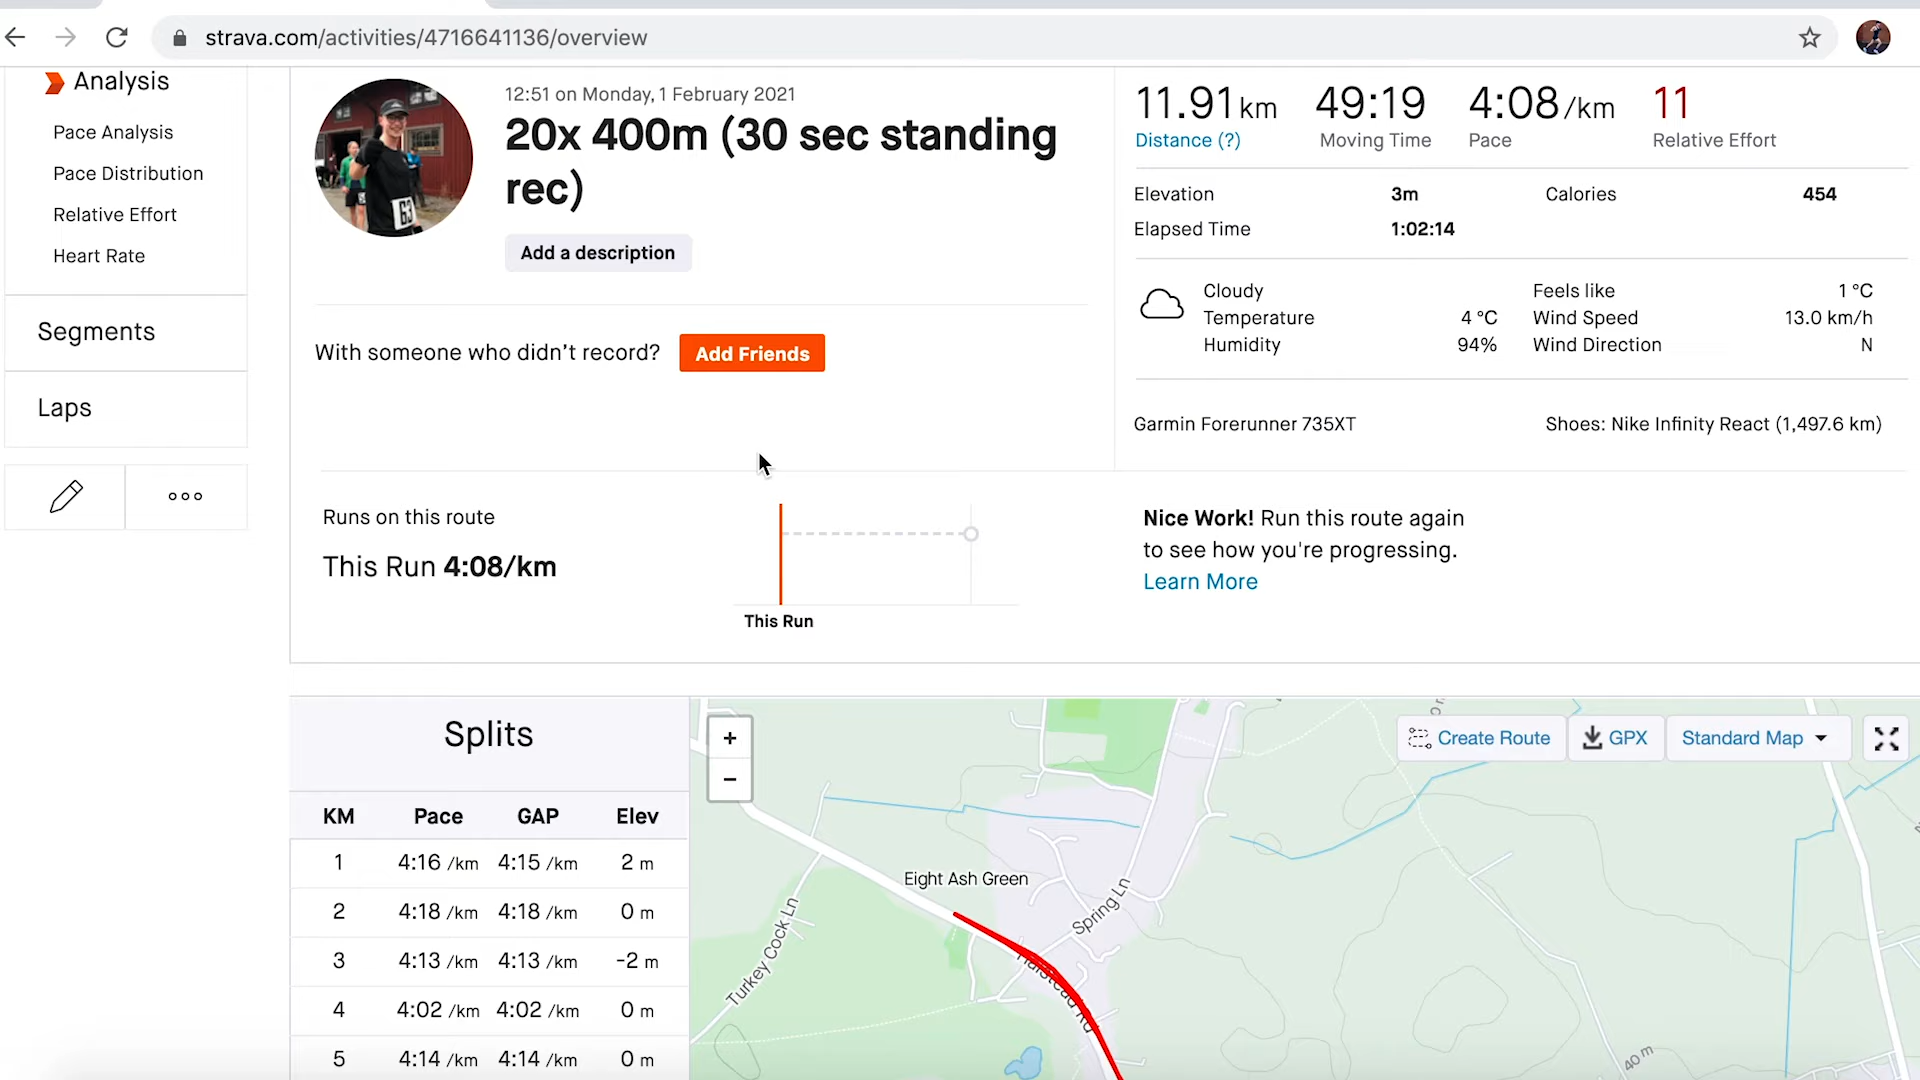 strava.com/activities/4716641136/overview
Analysis
Pace Analysis
Pace Distribution
Relative Effort
Heart Rate
Segments
Laps
12:51 on Monday, 1 February 2021
20x 400m (30 sec standing
rec)
Add a description
With someone who didn't record? Add Friends
63
11.91 km 49:19 4:08 /km 11
Distance (?) Moving Time Pace Relative Effort
Elevation 3m Calories 454
Elapsed Time 1:02:14
Cloudy Feels like 1 °C
Temperature 4 °C Wind Speed 13.0 km/h
Humidity 94% Wind Direction N
Garmin Forerunner 735XT Shoes: Nike Infinity React (1,497.6 km)
Runs on this route
This Run 4:08/km
This Run
Nice Work! Run this route again
to see how you're progressing.
Learn More
Splits
KM Pace GAP Elev
1 4:16 /km 4:15 /km 2 m
2 4:18 /km 4:18 /km 0 m
3 4:13 /km 4:13 /km -2 m
4 4:02 /km 4:02 /km 0 m
5 4:14 /km 4:14 /km 0 m
+
−
Create Route GPX Standard Map
Eight Ash Green
Spring Ln
Turkey Cock Ln
Halstead Rd
40 m